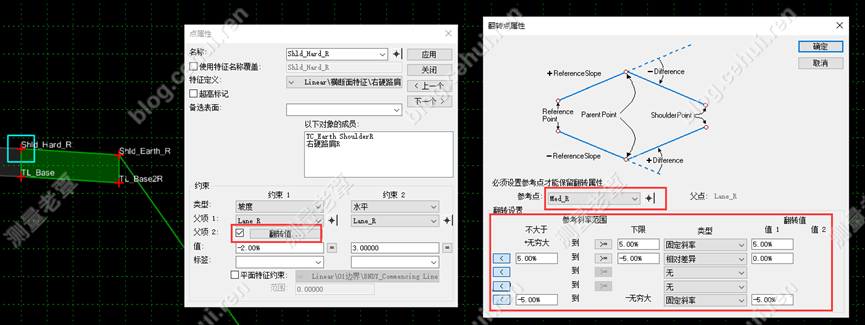 Shld_Hard_R
Shld_Earth_R
TL_Base
TL_Base2R
点属性
名称:
Shld_Hard_R
应用
使用特征名称覆盖:
Shld_Hard_R
关闭
特征定义:
Linear\横断面特征\右硬路肩
< 上一个
超高标记
下一个 >
备选表面:
以下对象的成员:
TC_Earth ShoulderR
右硬路肩R
约束
约束 1
约束 2
类型:
坡度
水平
父项 1:
Lane_R
Lane_R
父项 2:
翻转值
值:
-2.00%
=
3.00000
=
标签:
平面特征约束:
Linear\01边界\BNDY_Commencing Line
范围:
0.00000
翻转点属性
确定
取消
+ReferenceSlope
-Difference
Reference Point
ParentPoint
ShoulderPoint
-ReferenceSlope
+Difference
必须设置参考点才能保留翻转属性
参考点:
Med_R
父点:
Lane_R
翻转设置
参考斜率范围
翻转值
不大于
下限
类型
值 1
值 2
+无穷大
到
>=
5.00%
固定斜率
5.00%
<
5.00%
到
>=
-5.00%
相对差异
0.00%
<
到
>=
无
<
到
>=
无
<
-5.00%
到
-无穷大
固定斜率
-5.00%
测量老覃
blog.cehui.ren